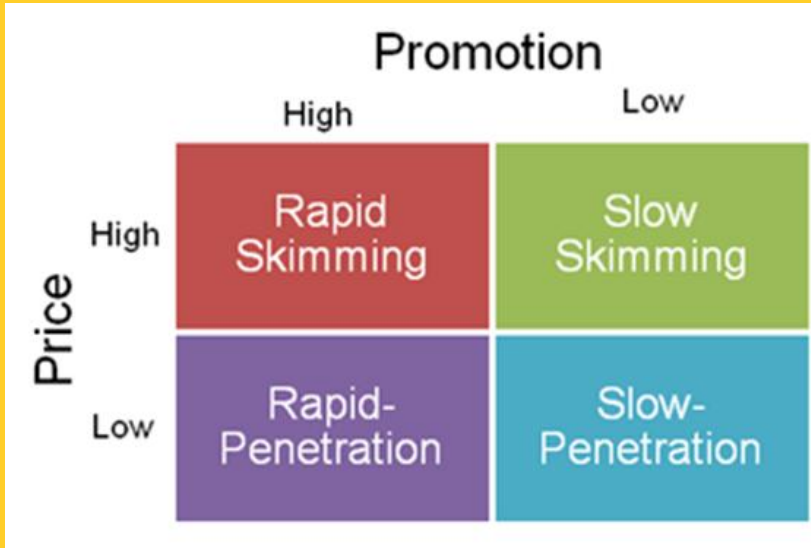 Promotion
High
Low
High
Rapid
Skimming
Slow
Skimming
Price
Low
Rapid-
Penetration
Slow-
Penetration